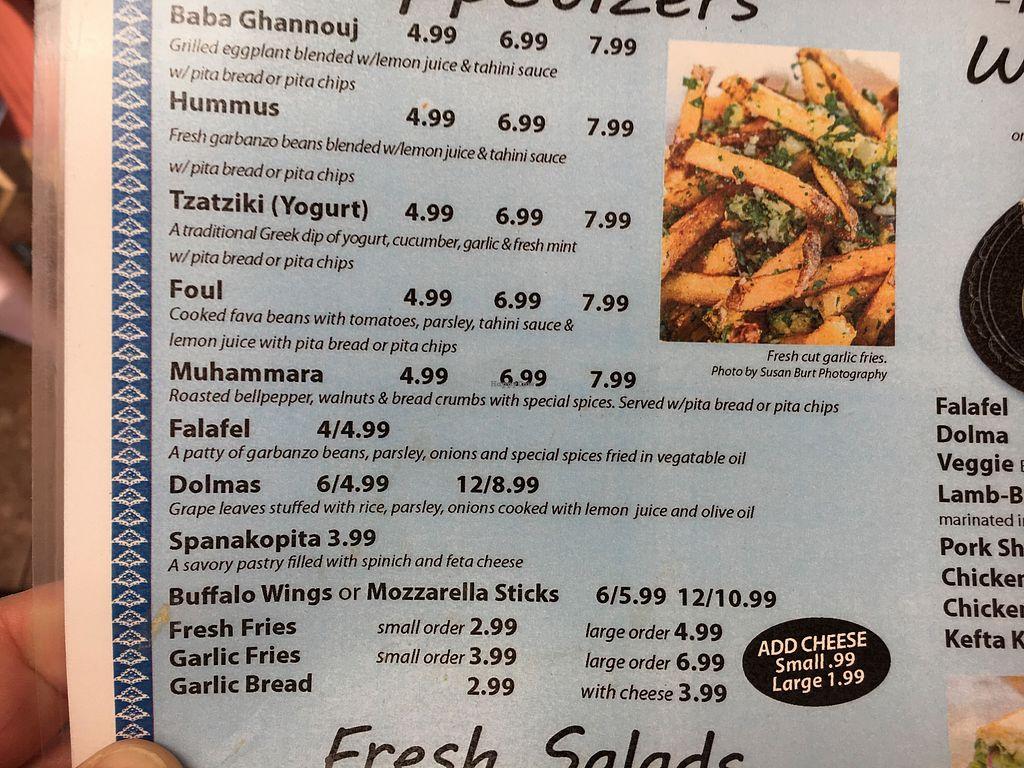 Appetizers
Baba Ghannouj 4.99 6.99 7.99
Grilled eggplant blended w/lemon juice & tahini sauce
w/ pita bread or pita chips
Hummus 4.99 6.99 7.99
Fresh garbanzo beans blended w/lemon juice & tahini sauce
w/ pita bread or pita chips
Tzatziki (Yogurt) 4.99 6.99 7.99
A traditional Greek dip of yogurt, cucumber, garlic & fresh mint
w/ pita bread or pita chips
Foul 4.99 6.99 7.99
Cooked fava beans with tomatoes, parsley, tahini sauce &
lemon juice with pita bread or pita chips
Muhammara 4.99 6.99 7.99
Roasted bellpepper, walnuts & bread crumbs with special spices. Served w/pita bread or pita chips
Falafel 4/4.99
A patty of garbanzo beans, parsley, onions and special spices fried in vegatable oil
Dolmas 6/4.99 12/8.99
Grape leaves stuffed with rice, parsley, onions cooked with lemon juice and olive oil
Spanakopita 3.99
A savory pastry filled with spinich and feta cheese
Buffalo Wings or Mozzarella Sticks 6/5.99 12/10.99
Fresh Fries small order 2.99 large order 4.99
Garlic Fries small order 3.99 large order 6.99
Garlic Bread 2.99 with cheese 3.99
ADD CHEESE
Small .99
Large 1.99
Fresh cut garlic fries.
Photo by Susan Burt Photography
Fresh Salads
Falafel
Dolma
Veggie
Lamb-B
marinated i
Pork Sh
Chicken
Chicken
Kefta K